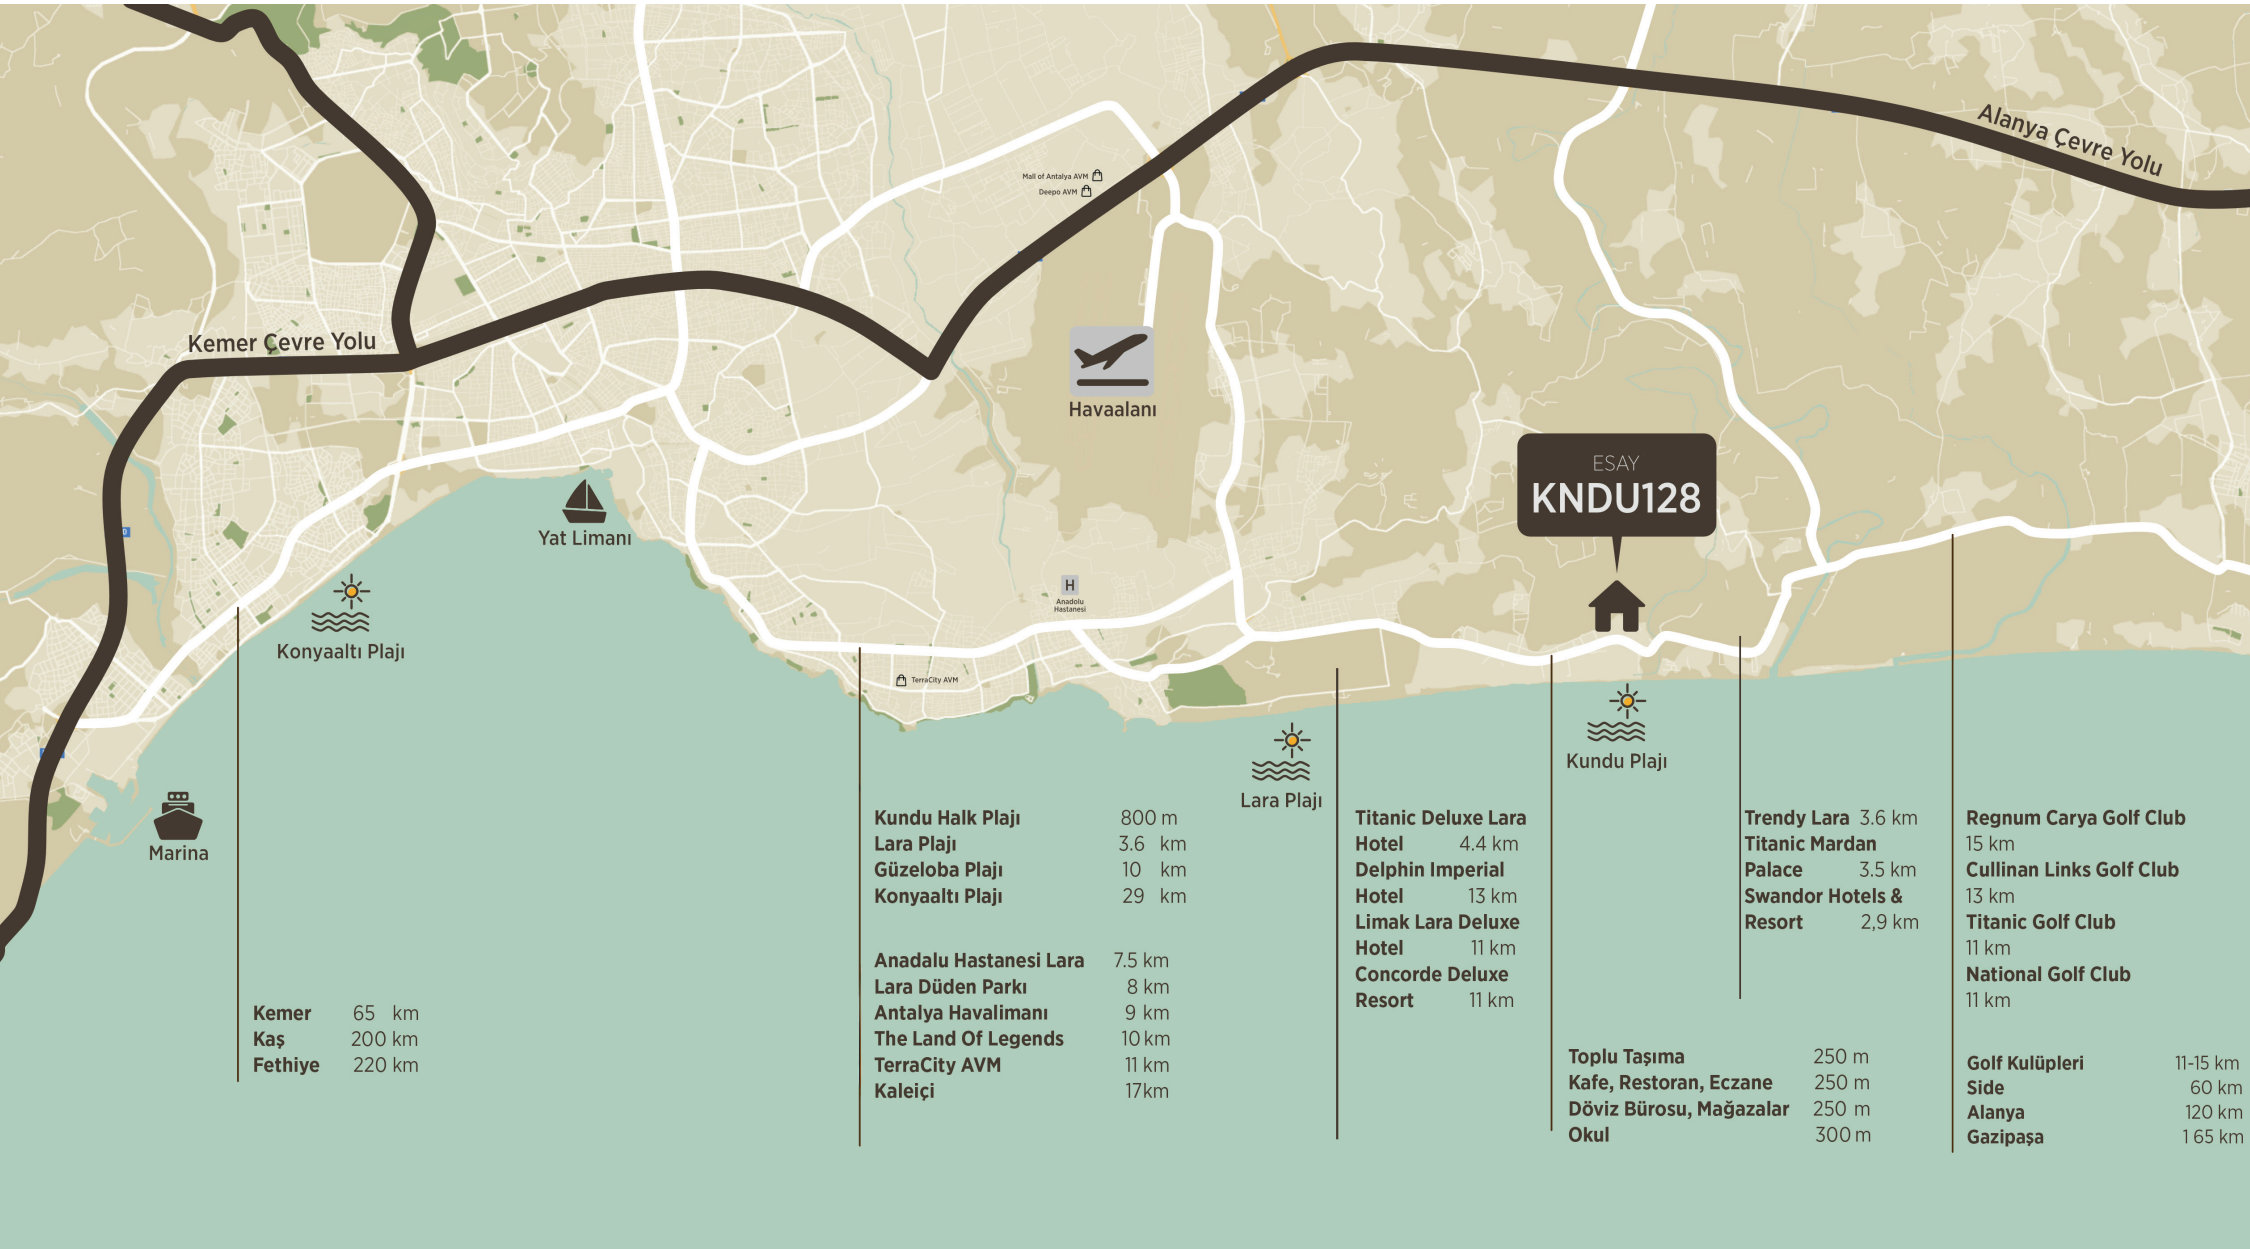 Alanya Çevre Yolu
Mall of Antalya AVM
Deepo AVM
Kemer Çevre Yolu
Havaalanı
ESAY
KNDU128
Yat Limanı
H
Anadolu
Hastanesi
Konyaaltı Plajı
TerraCity AVM
Kundu Plajı
Lara Plajı
Marina
Kemer 65 km
Kaş 200 km
Fethiye 220 km
Kundu Halk Plajı 800 m
Lara Plajı 3.6 km
Güzeloba Plajı 10 km
Konyaaltı Plajı 29 km
Anadalu Hastanesi Lara 7.5 km
Lara Düden Parkı 8 km
Antalya Havalimanı 9 km
The Land Of Legends 10 km
TerraCity AVM 11 km
Kaleiçi 17km
Titanic Deluxe Lara
Hotel 4.4 km
Delphin Imperial
Hotel 13 km
Limak Lara Deluxe
Hotel 11 km
Concorde Deluxe
Resort 11 km
Toplu Taşıma 250 m
Kafe, Restoran, Eczane 250 m
Döviz Bürosu, Mağazalar 250 m
Okul 300 m
Trendy Lara 3.6 km
Titanic Mardan
Palace 3.5 km
Swandor Hotels &
Resort 2,9 km
Regnum Carya Golf Club
15 km
Cullinan Links Golf Club
13 km
Titanic Golf Club
11 km
National Golf Club
11 km
Golf Kulüpleri 11-15 km
Side 60 km
Alanya 120 km
Gazipaşa 1 65 km